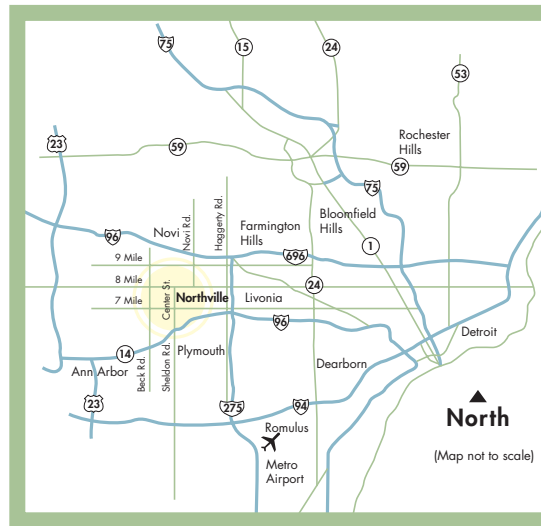 75
15
24
53
23
59
Rochester
Hills
59
75
Novi Rd.
Haggerty Rd.
Bloomfield
Hills
96
Novi
Farmington
Hills
696
1
9 Mile
8 Mile
7 Mile
Center St.
Northville
Livonia
24
96
Detroit
14
Ann Arbor
Beck Rd.
Sheldon Rd.
Plymouth
Dearborn
23
275
94
North
Romulus
Metro
Airport
(Map not to scale)